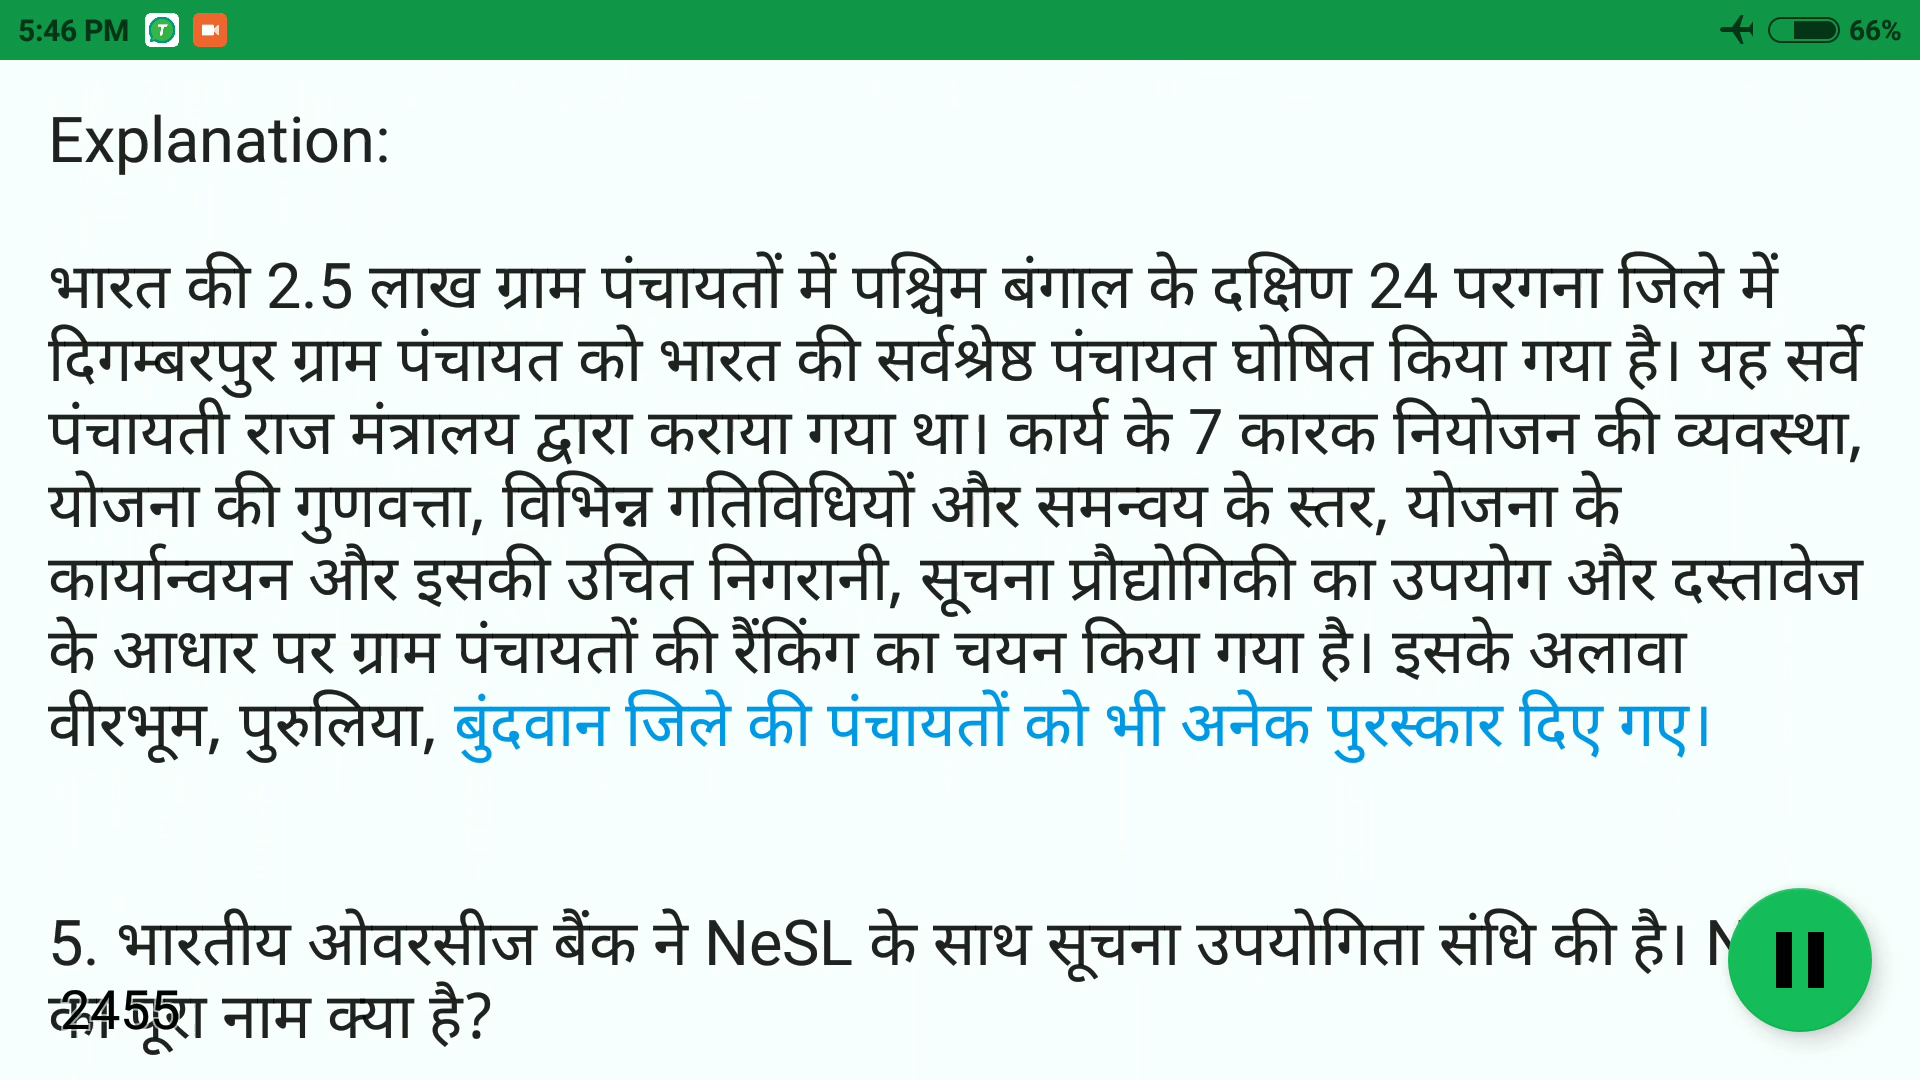 5:46 PM
66%
Explanation:
भारत की 2.5 लाख ग्राम पंचायतों में पश्चिम बंगाल के दक्षिण 24 परगना जिले में
दिगम्बरपुर ग्राम पंचायत को भारत की सर्वश्रेष्ठ पंचायत घोषित किया गया है। यह सर्वे
पंचायती राज मंत्रालय द्वारा कराया गया था। कार्य के 7 कारक नियोजन की व्यवस्था,
योजना की गुणवत्ता, विभिन्न गतिविधियों और समन्वय के स्तर, योजना के
कार्यान्वयन और इसकी उचित निगरानी, सूचना प्रौद्योगिकी का उपयोग और दस्तावेज
के आधार पर ग्राम पंचायतों की रैंकिंग का चयन किया गया है। इसके अलावा
वीरभूम, पुरुलिया, बुंदवान जिले की पंचायतों को भी अनेक पुरस्कार दिए गए।
5. भारतीय ओवरसीज बैंक ने NeSL के साथ सूचना उपयोगिता संधि की है।
2455
नाम क्या है?